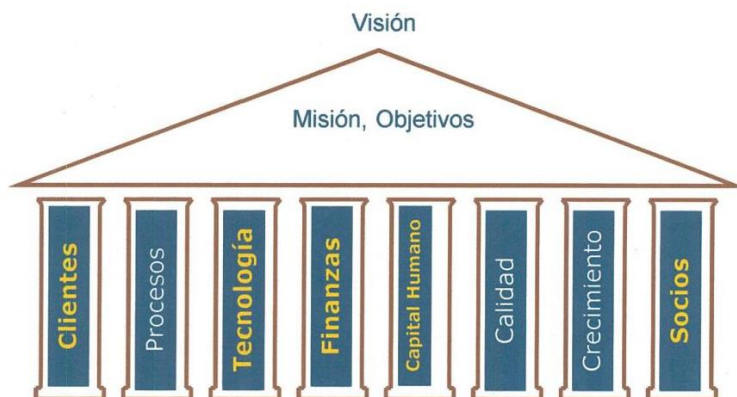 Visión
Misión, Objetivos
Clientes
Procesos
Tecnología
Finanzas
Capital Humano
Calidad
Crecimiento
Socios